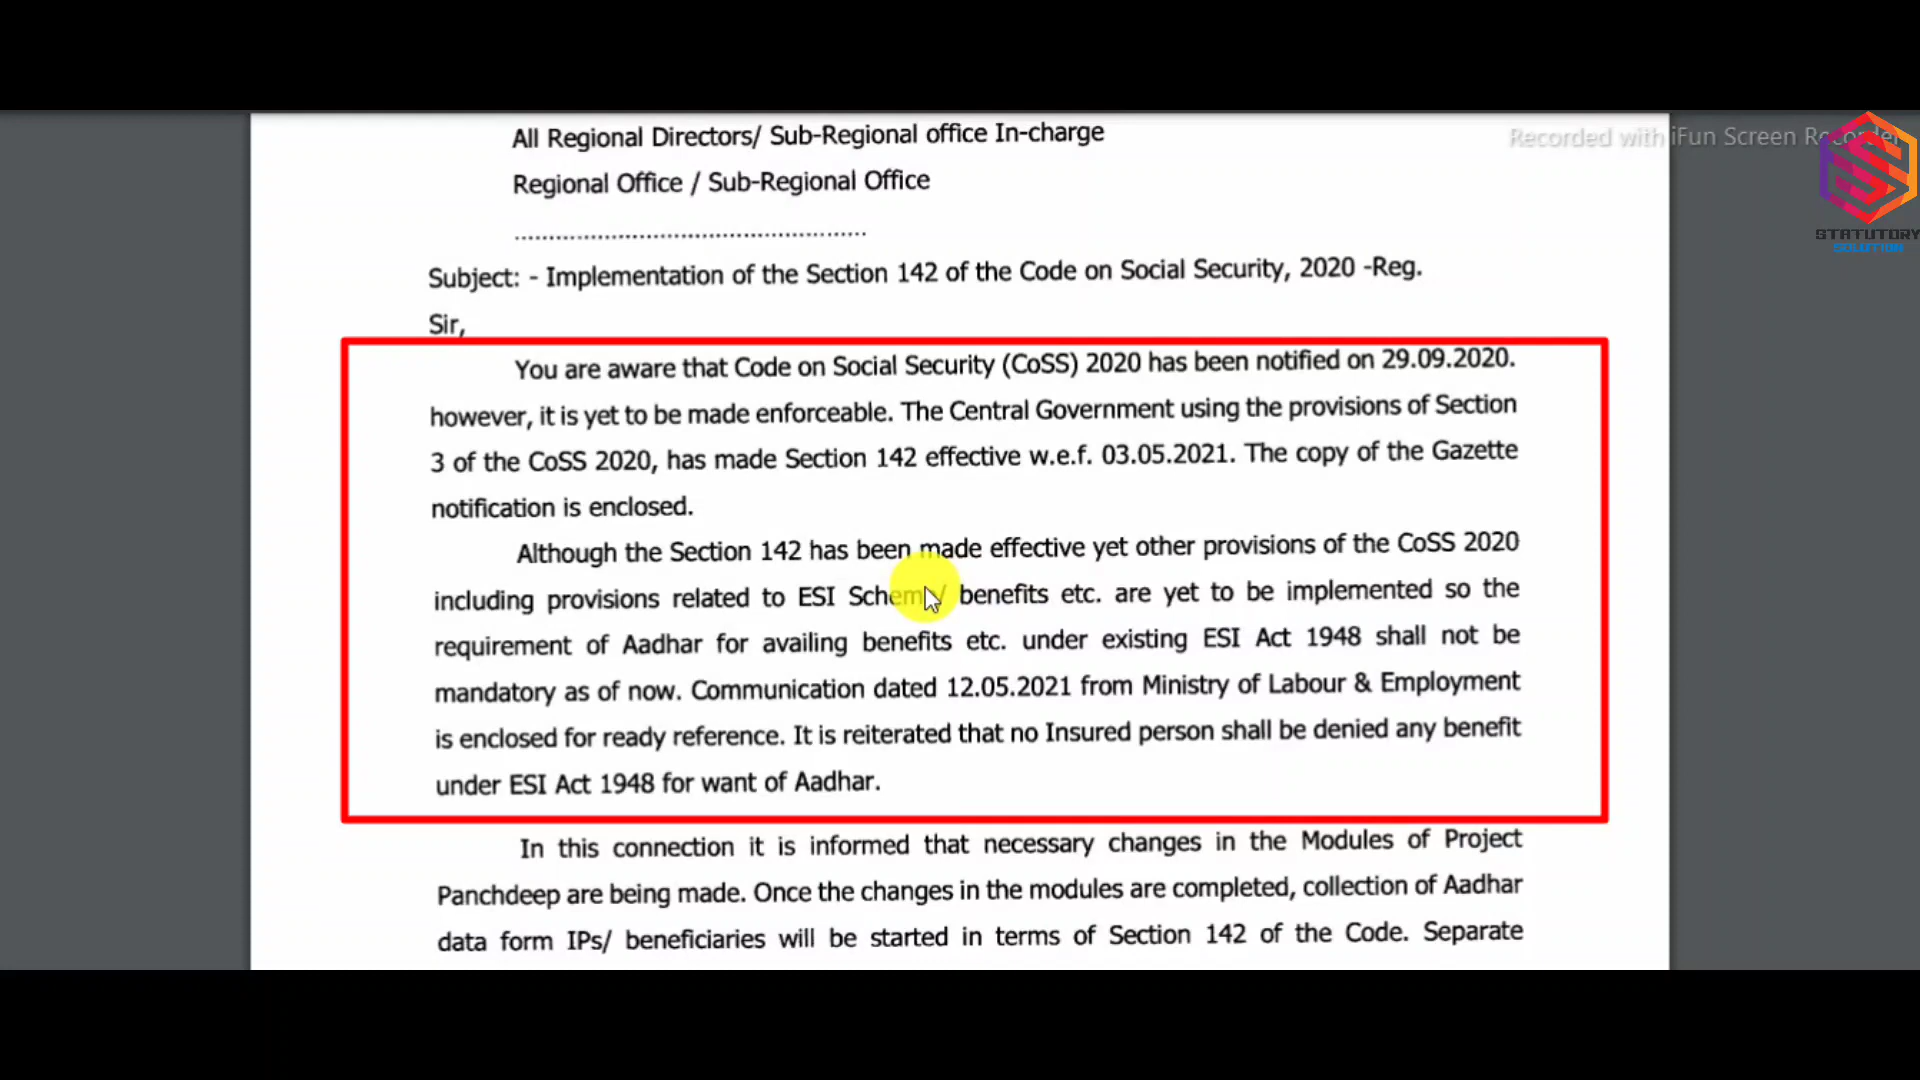 All Regional Directors/ Sub-Regional office In-charge
Recorded with iFun Screen Recorder
Regional Office / Sub-Regional Office
..................................................
STATUTORY
SOLUTION
Subject: - Implementation of the Section 142 of the Code on Social Security, 2020 -Reg.
Sir,
You are aware that Code on Social Security (CoSS) 2020 has been notified on 29.09.2020.
however, it is yet to be made enforceable. The Central Government using the provisions of Section
3 of the CoSS 2020, has made Section 142 effective w.e.f. 03.05.2021. The copy of the Gazette
notification is enclosed.
Although the Section 142 has been made effective yet other provisions of the CoSS 2020
including provisions related to ESI Scheme/ benefits etc. are yet to be implemented so the
requirement of Aadhar for availing benefits etc. under existing ESI Act 1948 shall not be
mandatory as of now. Communication dated 12.05.2021 from Ministry of Labour & Employment
is enclosed for ready reference. It is reiterated that no Insured person shall be denied any benefit
under ESI Act 1948 for want of Aadhar.
In this connection it is informed that necessary changes in the Modules of Project
Panchdeep are being made. Once the changes in the modules are completed, collection of Aadhar
data form IPs/ beneficiaries will be started in terms of Section 142 of the Code. Separate